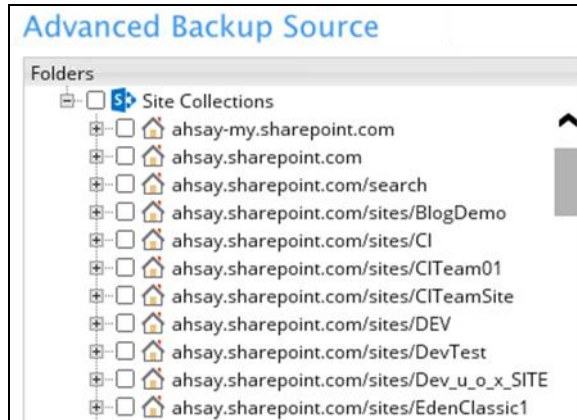 Advanced Backup Source
Folders
Site Collections
ahsay-my.sharepoint.com
ahsay.sharepoint.com
ahsay.sharepoint.com/search
ahsay.sharepoint.com/sites/BlogDemo
ahsay.sharepoint.com/sites/CI
ahsay.sharepoint.com/sites/CITeam01
ahsay.sharepoint.com/sites/CITeamSite
ahsay.sharepoint.com/sites/DEV
ahsay.sharepoint.com/sites/DevTest
ahsay.sharepoint.com/sites/Dev_u_o_x_SITE
ahsay.sharepoint.com/sites/EdenClassic1